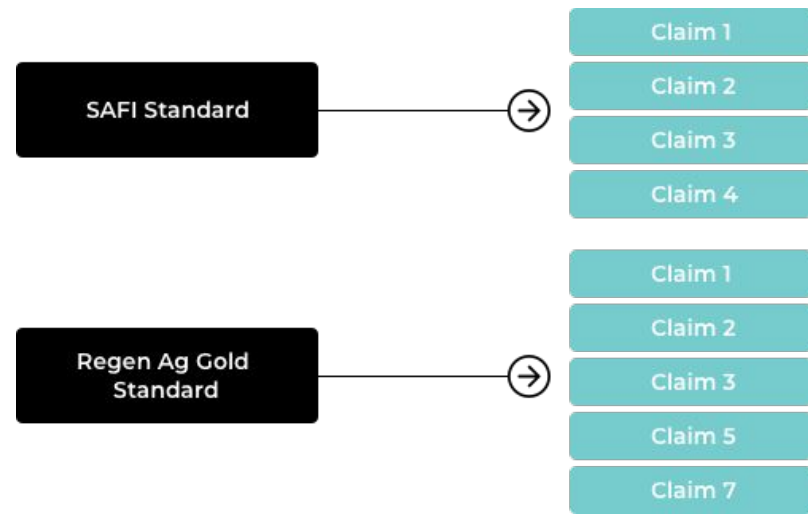 SAFI Standard
Claim 1
Claim 2
Claim 3
Claim 4
Regen Ag Gold
Standard
Claim 1
Claim 2
Claim 3
Claim 5
Claim 7